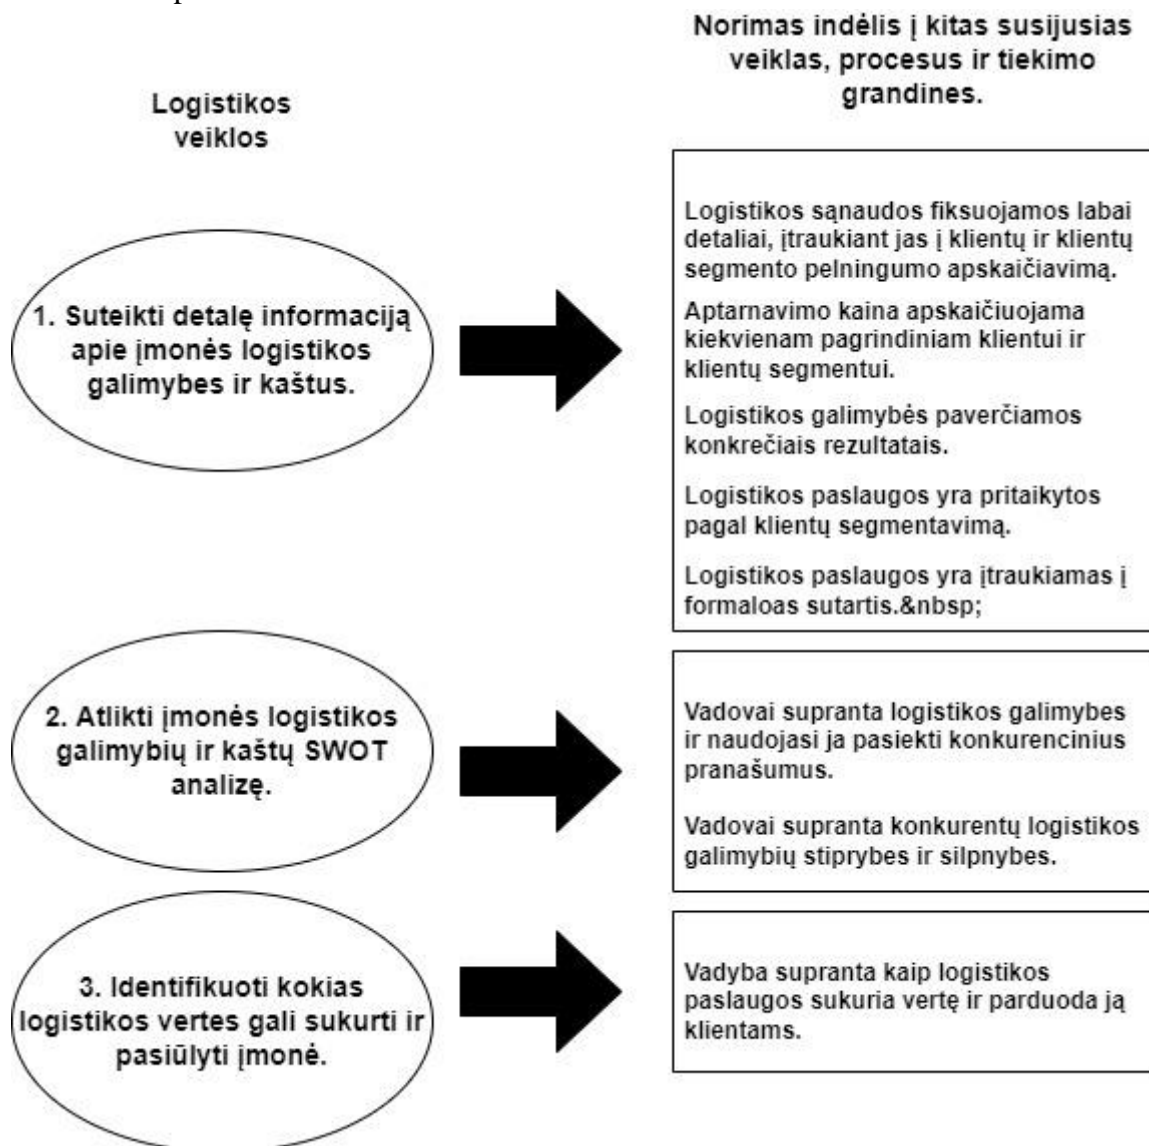 Norimas indėlis į kitas susijusias
veiklas, procesus ir tiekimo
grandines.
Logistikos
veiklos
1. Suteikti detalę informaciją
apie įmonės logistikos
galimybes ir kaštus.
Logistikos sąnaudos fiksuojamos labai
detaliai, įtraukiant jas į klientų ir klientų
segmento pelningumo apskaičiavimą.
Aptarnavimo kaina apskaičiuojama
kiekvienam pagrindiniam klientui ir
klientų segmentui.
Logistikos galimybės paverčiamos
konkrečiais rezultatais.
Logistikos paslaugos yra pritaikytos
pagal klientų segmentavimą.
Logistikos paslaugos yra įtraukiamas į
formaloas sutartis.&nbsp;
2. Atlikti įmonės logistikos
galimybių ir kaštų SWOT
analizę.
Vadovai supranta logistikos galimybes
ir naudojasi ja pasiekti konkurencinius
pranašumus.
Vadovai supranta konkurentų logistikos
galimybių stiprybes ir silpnybes.
3. Identifikuoti kokias
logistikos vertes gali sukurti ir
pasiūlyti įmonė.
Vadyba supranta kaip logistikos
paslaugos sukuria vertę ir parduoda ją
klientams.